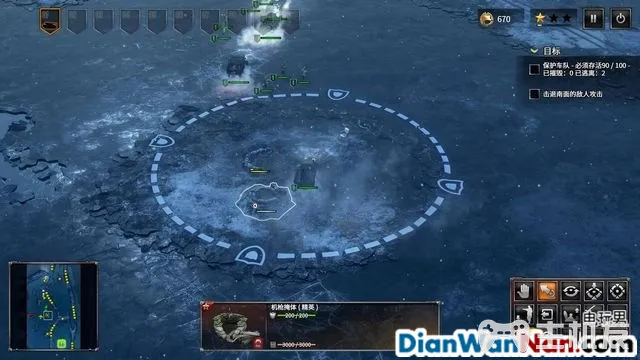 670
目标
保护车队 - 必须存活90 / 100 -
已摧毁：0 已逃离：2
击退南面的敌人攻击
机枪掩体 ( 精英 )
200 / 200
3000 / 3000
电玩男
DianWanNan.com